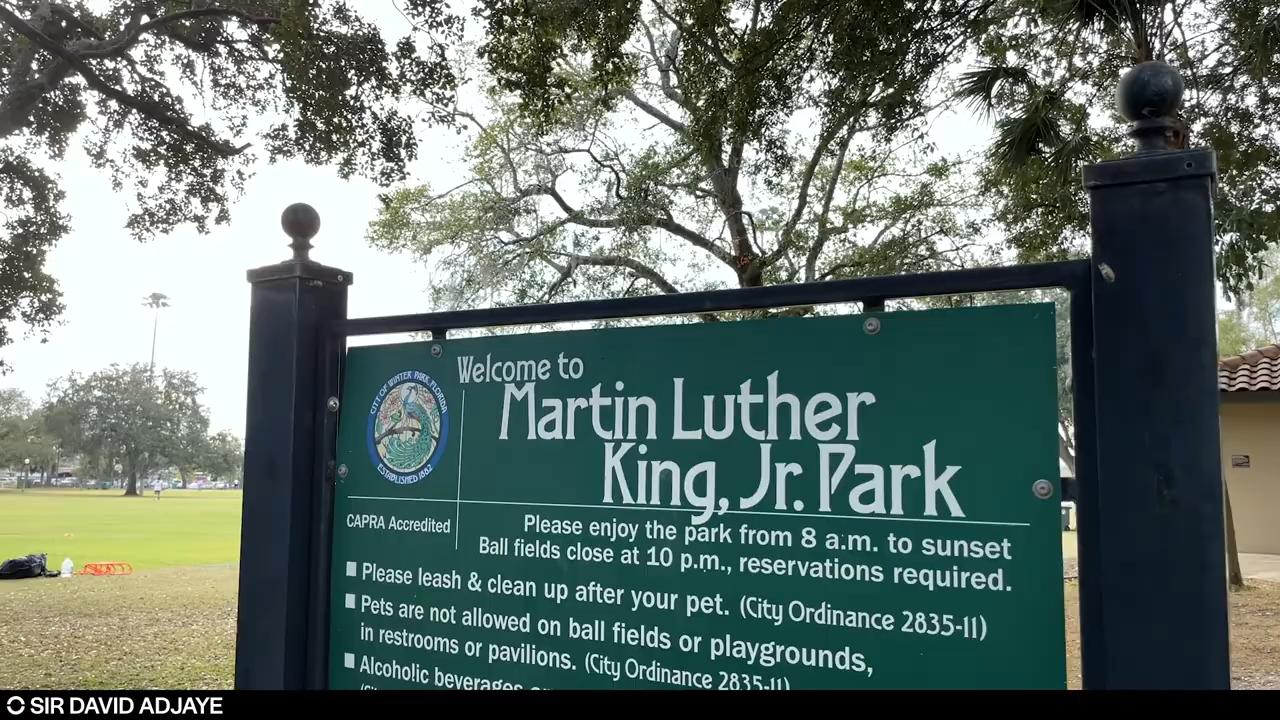 CITY OF WINTER PARK, FLORIDA
ESTABLISHED 1882
Welcome to
Martin Luther
King, Jr. Park
CAPRA Accredited
Please enjoy the park from 8 a.m. to sunset
Ball fields close at 10 p.m., reservations required.
Please leash & clean up after your pet. (City Ordinance 2835-11)
Pets are not allowed on ball fields or playgrounds,
in restrooms or pavilions. (City Ordinance 2835-11)
Alcoholic beverages
SIR DAVID ADJAYE